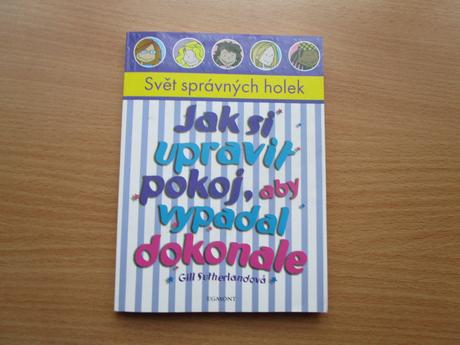 Svět správných holek
Jak si
upravit
pokoj, aby
vypadal
dokonale
Gill Sutherlandová
EGMONT